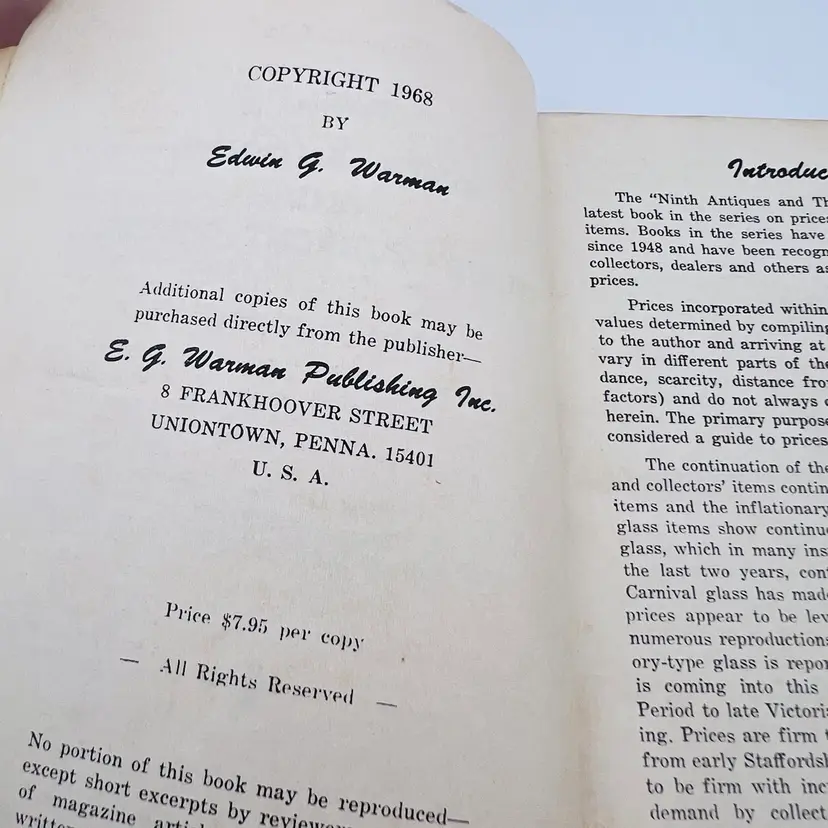 COPYRIGHT 1968
BY
Edwin G. Warman
Additional copies of this book may be
purchased directly from the publisher—
E. G. Warman Publishing Inc.
8 FRANKHOOVER STREET
UNIONTOWN, PENNA. 15401
U. S. A.
Price $7.95 per copy
— All Rights Reserved —
No portion of this book may be reproduced—
except short excerpts by reviewers
of magazine
Introduc
The "Ninth Antiques and Th
latest book in the series on prices
items. Books in the series have
since 1948 and have been recogn
collectors, dealers and others as
prices.
Prices incorporated within
values determined by compiling
to the author and arriving at
vary in different parts of the
dance, scarcity, distance fro
factors) and do not always
herein. The primary purpose
considered a guide to prices
The continuation of the
and collectors' items contin
items and the inflationary
glass items show continu
glass, which in many ins
the last two years, con
Carnival glass has mad
prices appear to be lev
numerous reproductions
ory-type glass is repor
is coming into this
Period to late Victoria
ing. Prices are firm
from early Staffordsh
to be firm with inc
demand by collect